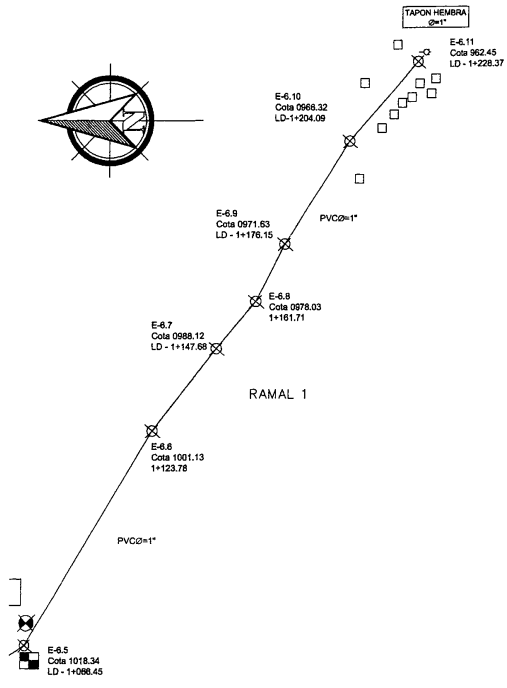 TAPON HEMBRA
Ø=1"
E-6.11
Cota 962.45
LD - 1+228.37
E-6.10
Cota 0966.32
LD-1+204.09
N
E-6.9
Cota 0971.63
LD - 1+176.15
PVCØ=1"
E-6.8
Cota 0978.03
1+161.71
E-6.7
Cota 0988.12
LD - 1+147.68
RAMAL 1
E-6.6
Cota 1001.13
1+123.78
PVCØ=1"
E-6.5
Cota 1018.34
LD - 1+086.45